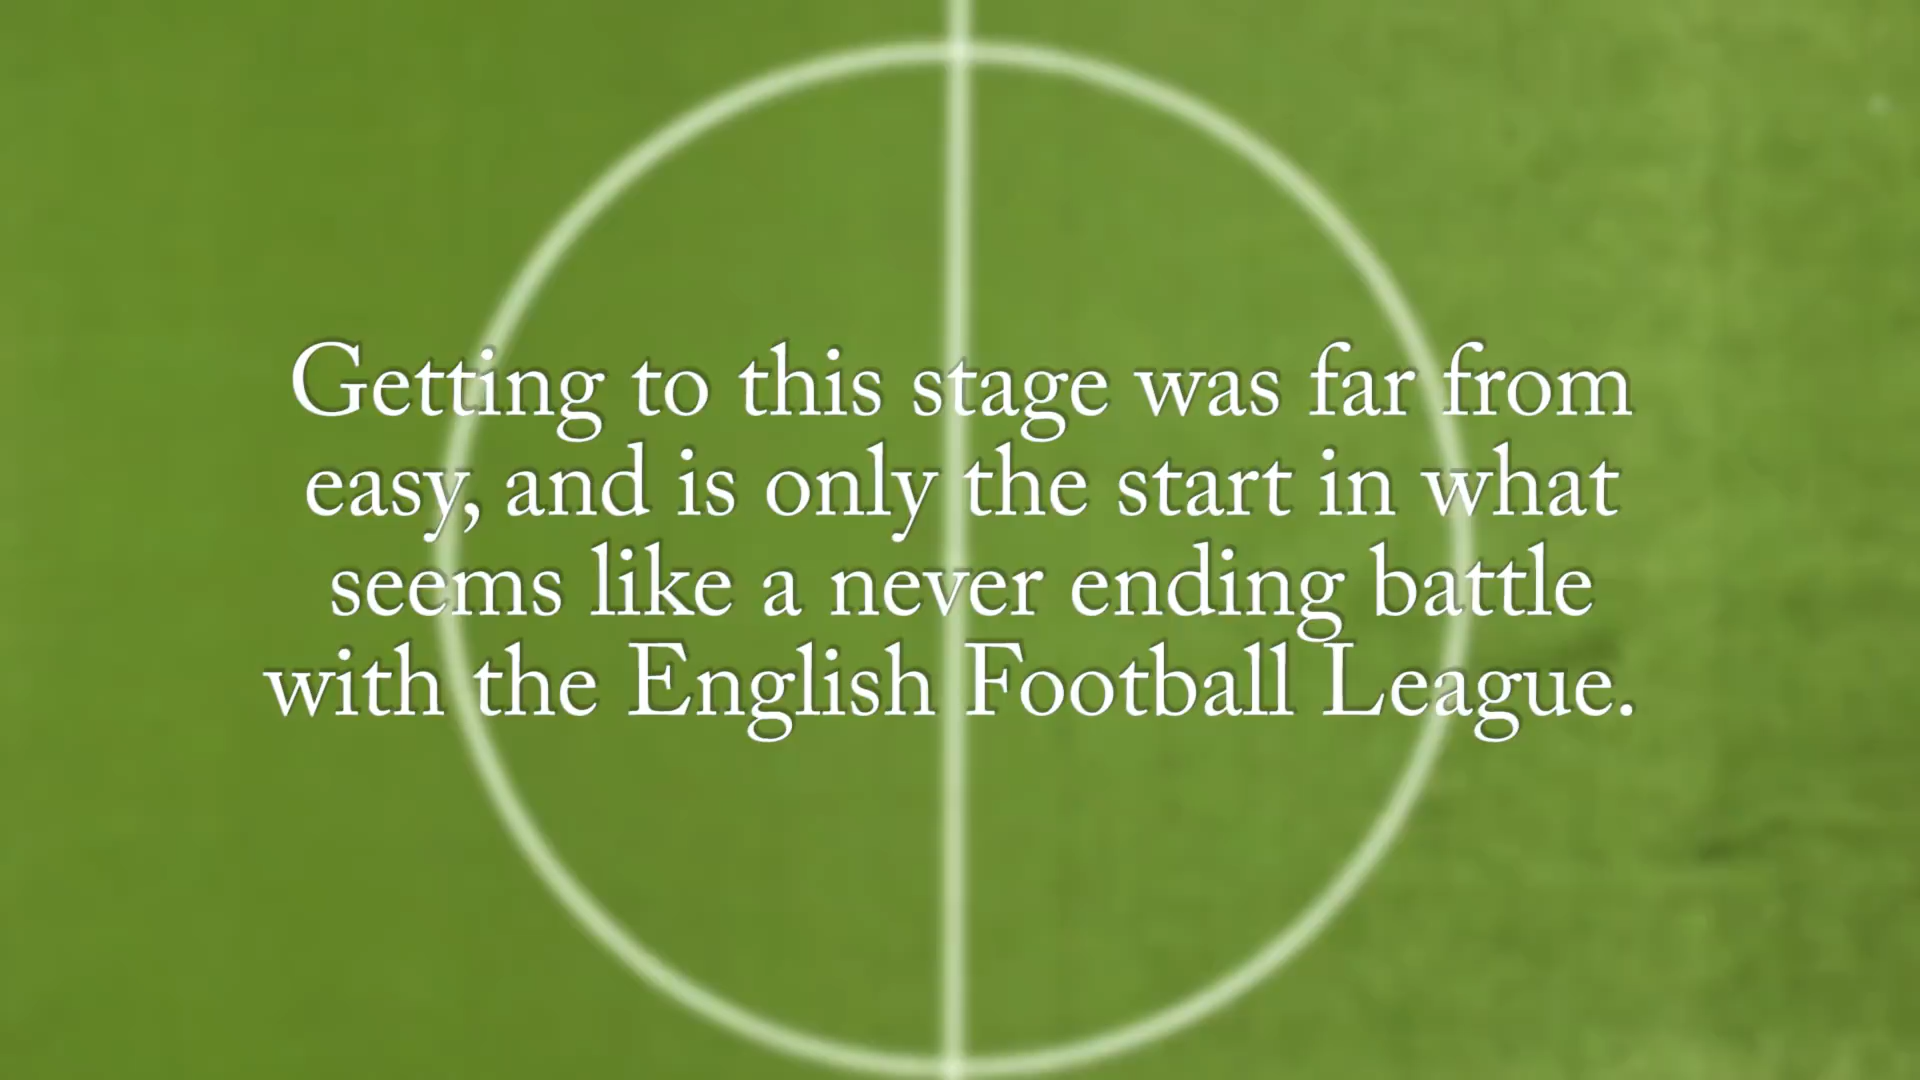 Getting to this stage was far from
easy, and is only the start in what
seems like a never ending battle
with the English Football League.